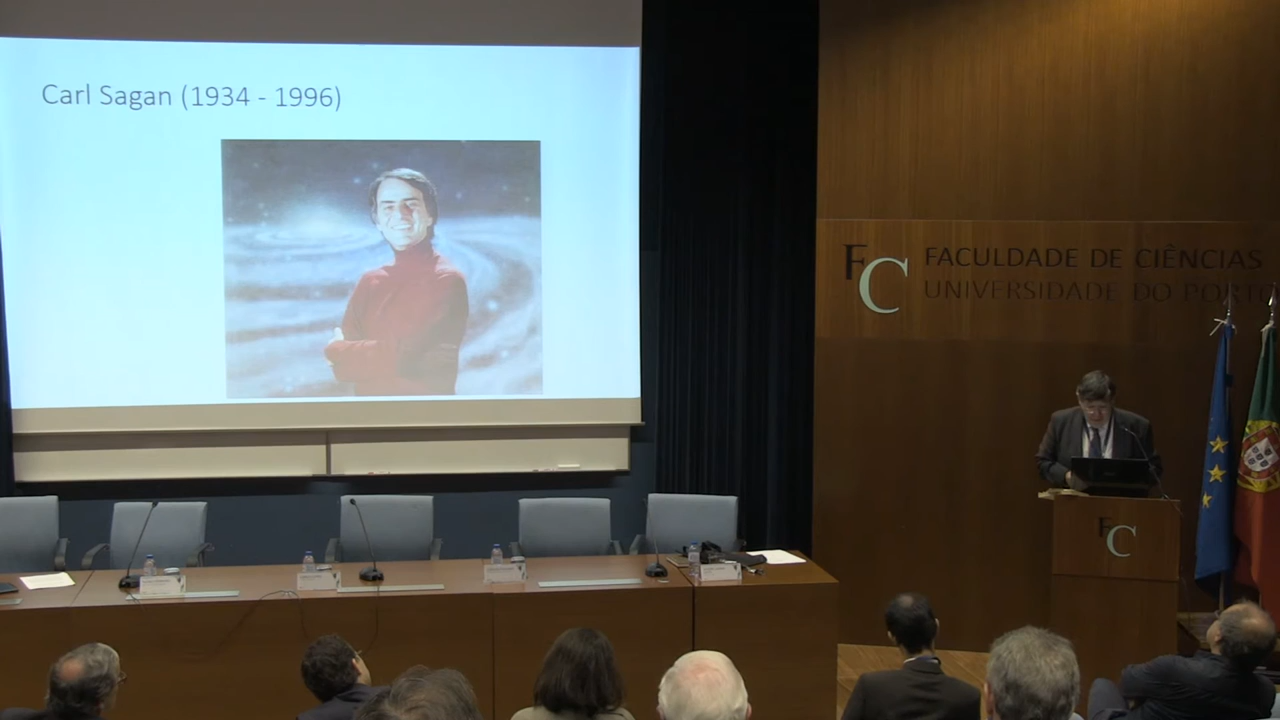 Carl Sagan (1934 - 1996)
FC
FACULDADE DE CIÊNCIAS
UNIVERSIDADE DO PORTO
FC